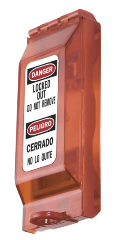 DANGER
LOCKED
OUT
DO NOT REMOVE
PELIGRO
CERRADO
NO LO QUITE